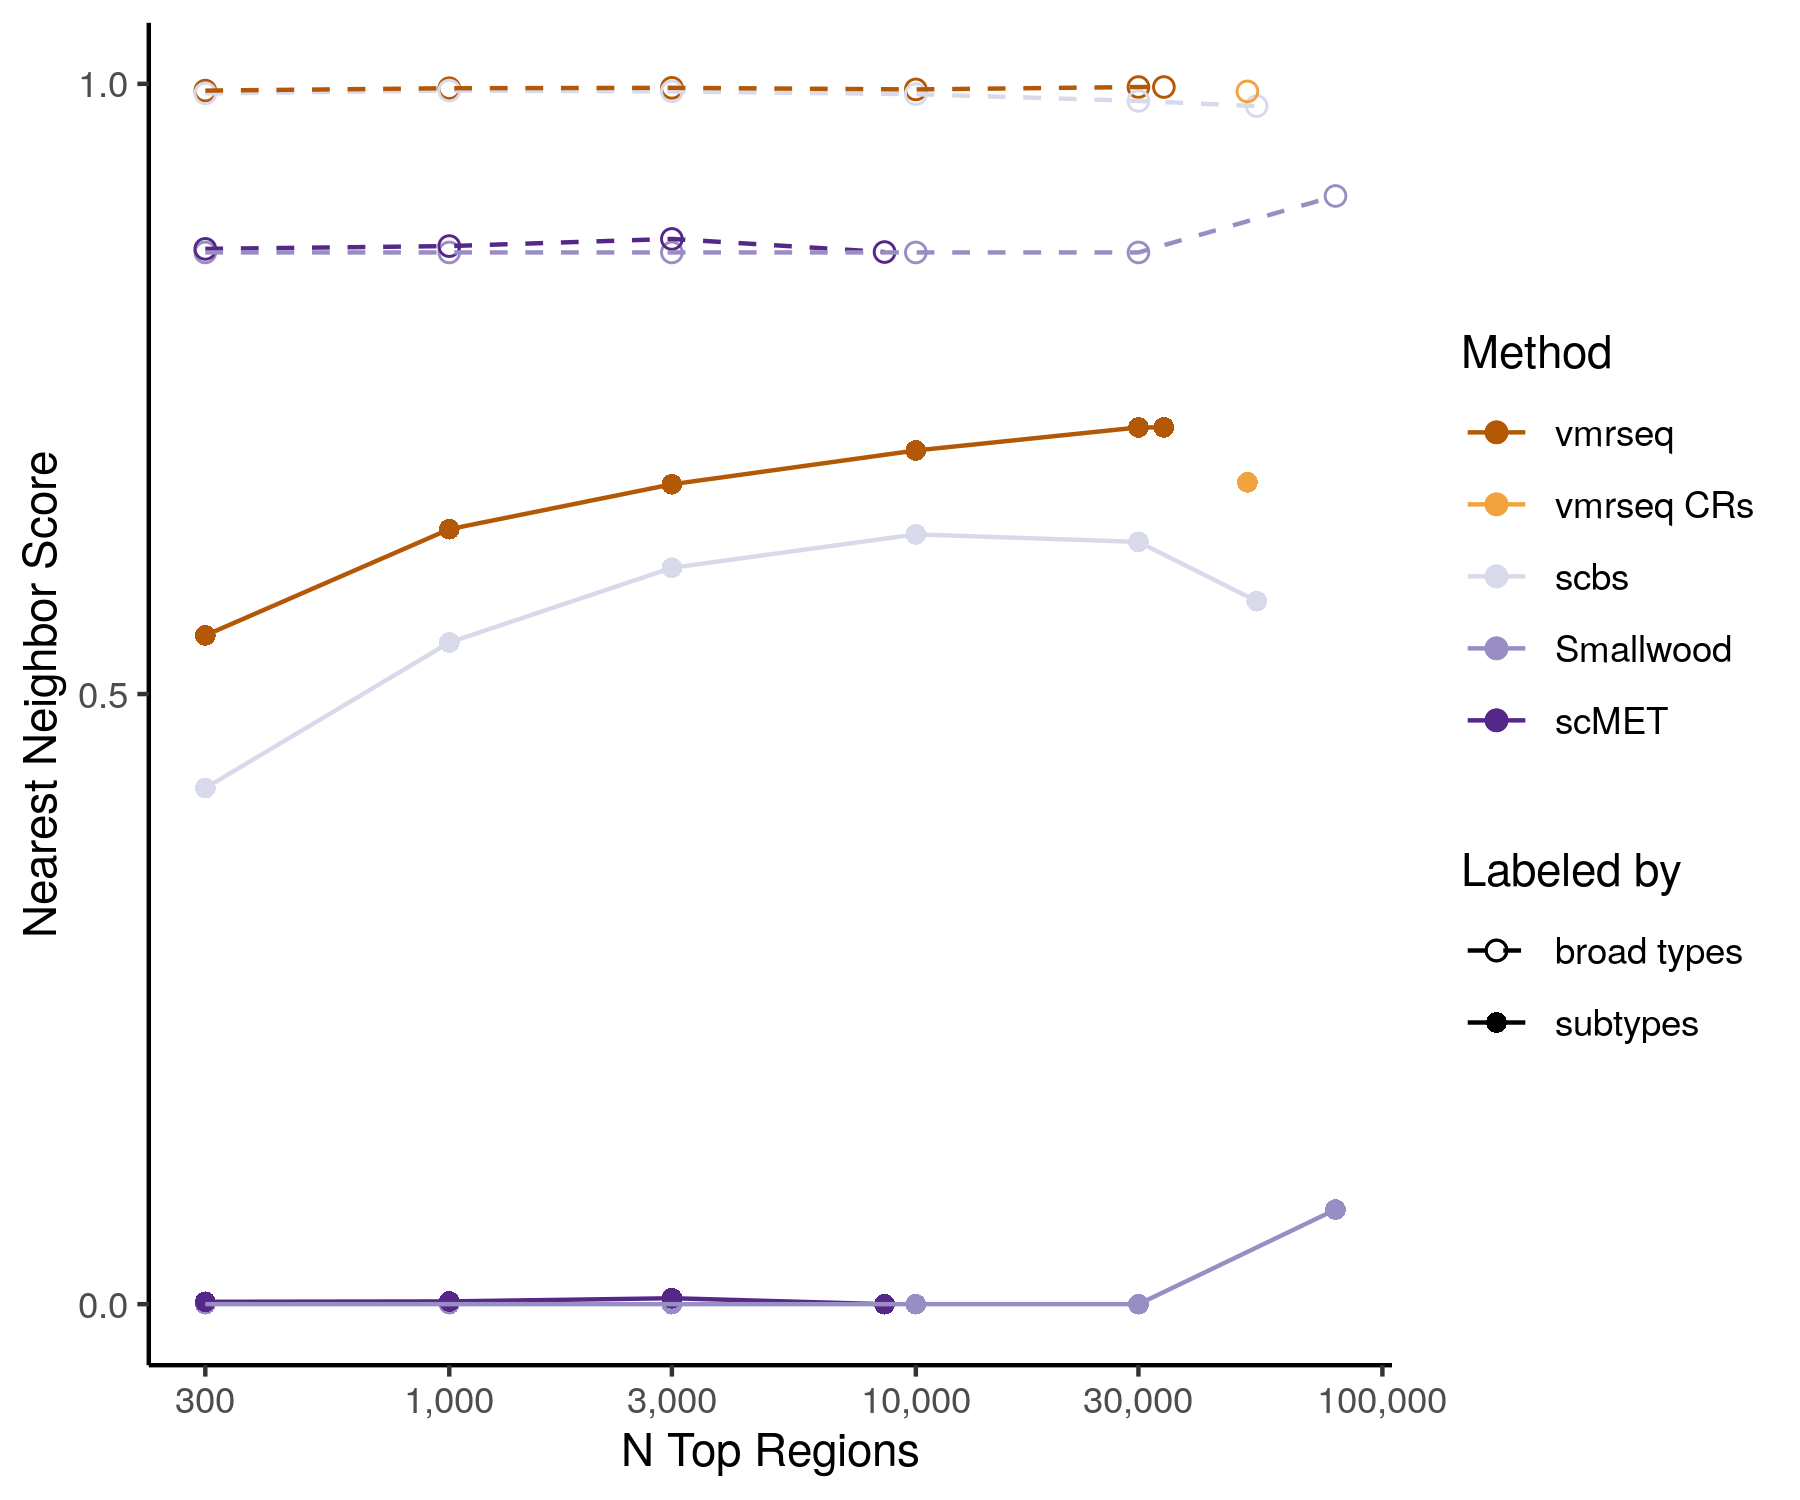 Nearest Neighbor Score
1.0
0.5
0.0
300
1,000
3,000
10,000
30,000
100,000
N Top Regions
Method
vmrseq
vmrseq CRs
scbs
Smallwood
scMET
Labeled by
broad types
subtypes